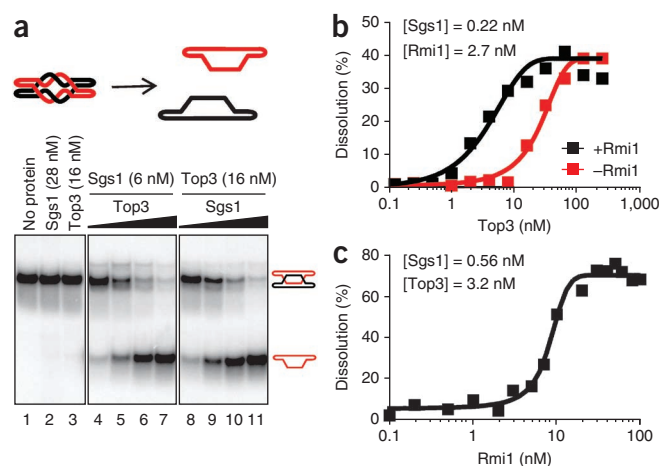 a
No protein
Sgs1 (28 nM)
Top3 (16 nM)
Sgs1 (6 nM)
Top3
Top3 (16 nM)
Sgs1
1 2 3 4 5 6 7 8 9 10 11
b
[Sgs1] = 0.22 nM
[Rmi1] = 2.7 nM
Dissolution (%)
50
40
30
20
10
0
+Rmi1
–Rmi1
0.1 1 10 100 1,000
Top3 (nM)
c
[Sgs1] = 0.56 nM
[Top3] = 3.2 nM
Dissolution (%)
80
60
40
20
0
0.1 1 10 100
Rmi1 (nM)